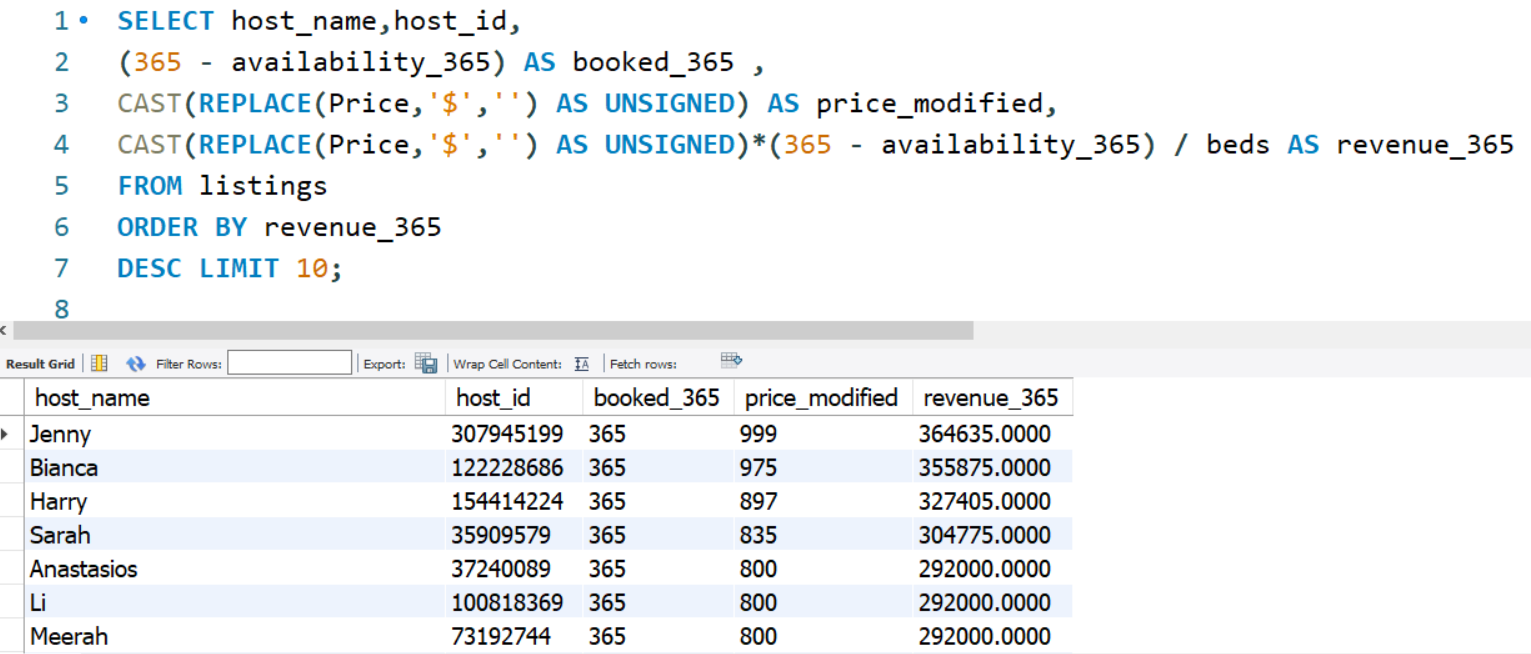 1 SELECT host_name,host_id,
2 (365 - availability_365) AS booked_365 ,
3 CAST(REPLACE(Price,'$','') AS UNSIGNED) AS price_modified,
4 CAST(REPLACE(Price,'$','') AS UNSIGNED)*(365 - availability_365) / beds AS revenue_365
5 FROM listings
6 ORDER BY revenue_365
7 DESC LIMIT 10;
8
Result Grid Filter Rows: Export: Wrap Cell Content: IA Fetch rows:
host_name host_id booked_365 price_modified revenue_365
Jenny 307945199 365 999 364635.0000
Bianca 122228686 365 975 355875.0000
Harry 154414224 365 897 327405.0000
Sarah 35909579 365 835 304775.0000
Anastasios 37240089 365 800 292000.0000
Li 100818369 365 800 292000.0000
Meerah 73192744 365 800 292000.0000